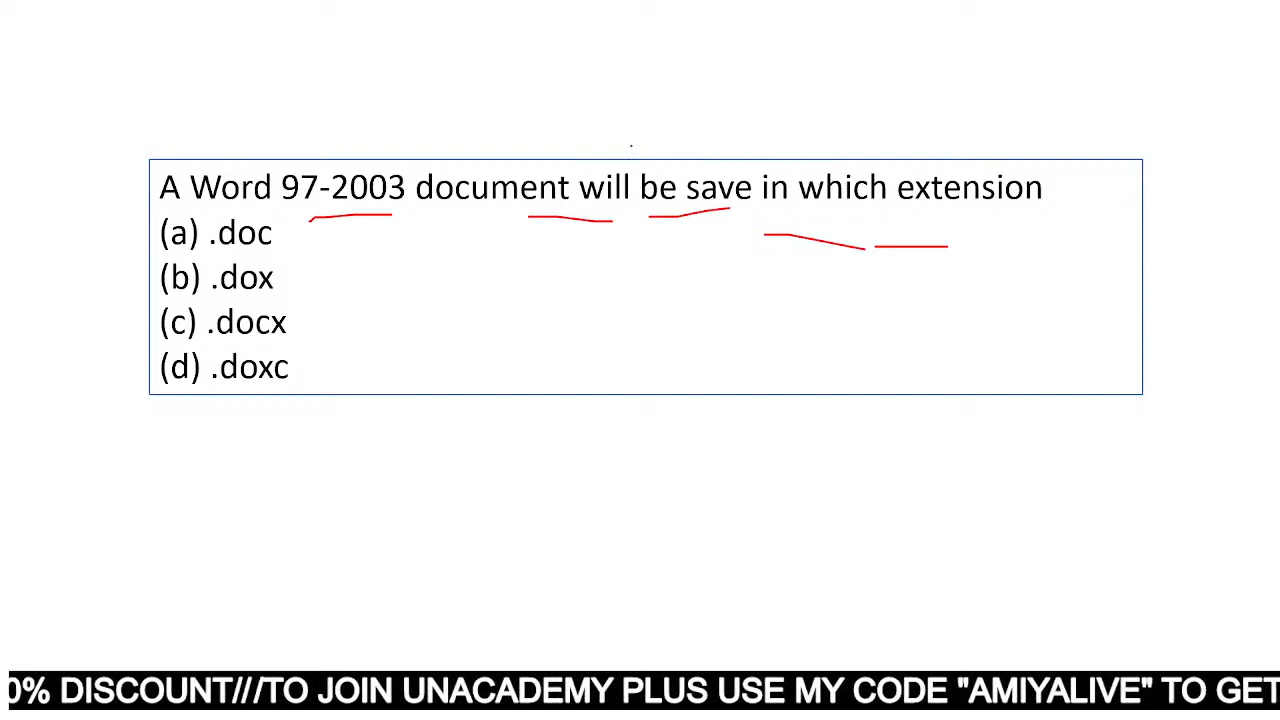 A Word 97-2003 document will be save in which extension
(a) .doc
(b) .dox
(c) .docx
(d) .doxc
0% DISCOUNT///TO JOIN UNACADEMY PLUS USE MY CODE "AMIYALIVE" TO GET